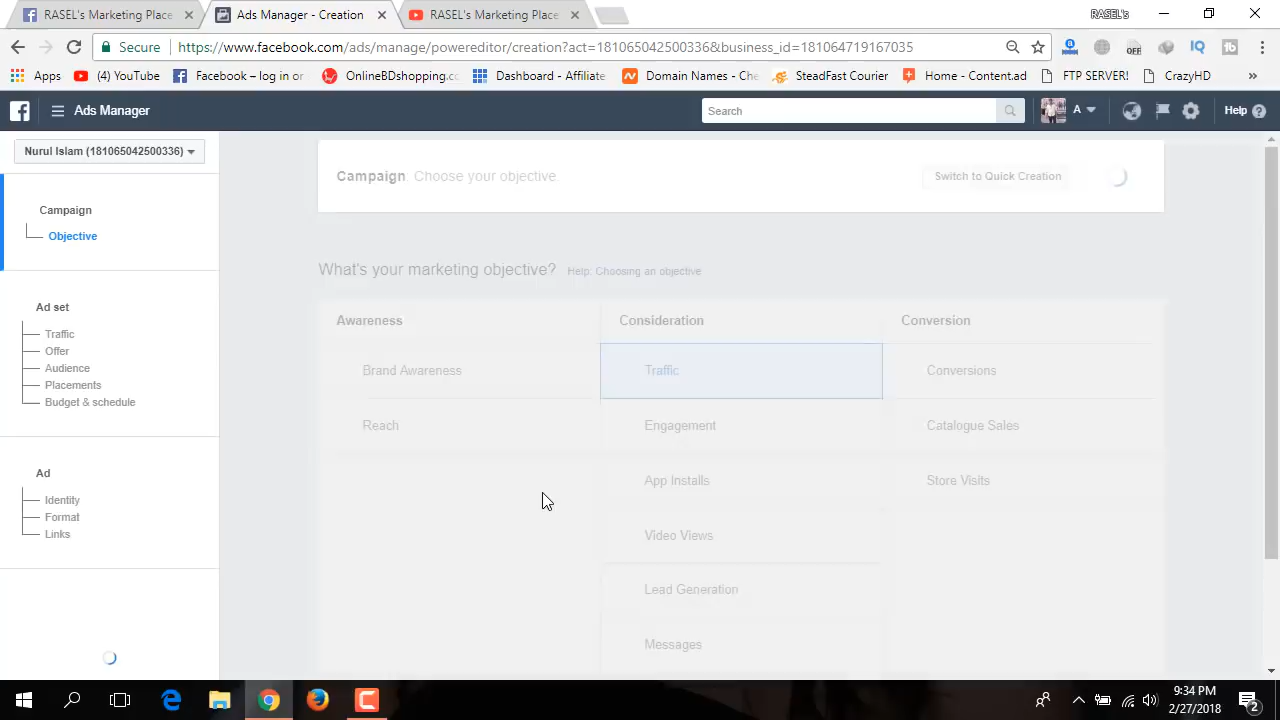 RASEL's Marketing Place
Ads Manager - Creation
RASEL's Marketing Place
RASEL's
Secure
https://www.facebook.com/ads/manage/powereditor/creation?act=181065042500336&business_id=181064719167035
OFF
IQ
Apps
(4) YouTube
Facebook – log in or
OnlineBDshopping.c
Dashboard - Affiliate
Domain Names - Che
SteadFast Couri
Home - Content.ad
FTP SERVER!
CrazyHD
»
Ads Manager
Search
A
Help
Nurul Islam (181065042500336)
Campaign
Objective
Ad set
Traffic
Offer
Audience
Placements
Budget & schedule
Ad
Identity
Format
Links
Campaign Choose your objective.
Switch to Quick Creation
What's your marketing objective? Help: Choosing an objective
Awareness
Consideration
Conversion
Brand Awareness
Traffic
Conversions
Reach
Engagement
Catalogue Sales
App Installs
Store Visits
Video Views
Lead Generation
Messages
9:34 PM
2/27/2018
2